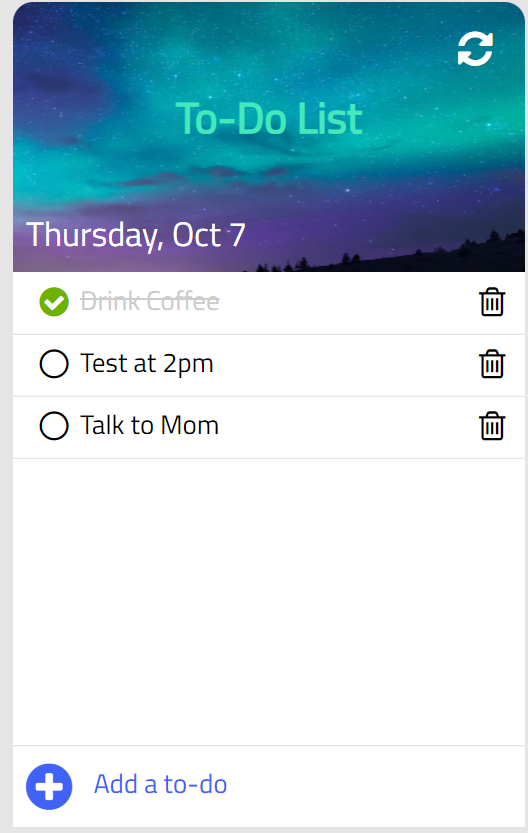 To-Do List
Thursday, Oct 7
Drink Coffee
Test at 2pm
Talk to Mom
Add a to-do